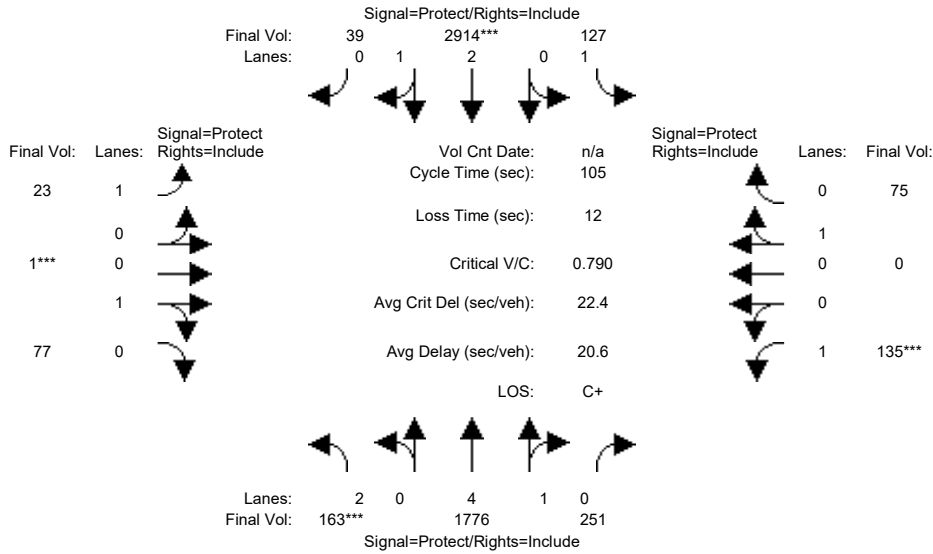 Signal=Protect/Rights=Include
Final Vol: 39 2914*** 127
Lanes: 0 1 2 0 1
Signal=Protect
Final Vol: Lanes: Rights=Include
Vol Cnt Date: n/a
Signal=Protect
Rights=Include Lanes: Final Vol:
Cycle Time (sec): 105
23 1
0 75
Loss Time (sec): 12
0
1
1*** 0
Critical V/C: 0.790
0 0
1
Avg Crit Del (sec/veh): 22.4
0
77 0
Avg Delay (sec/veh): 20.6
1 135***
LOS: C+
Lanes: 2 0 4 1 0
Final Vol: 163*** 1776 251
Signal=Protect/Rights=Include